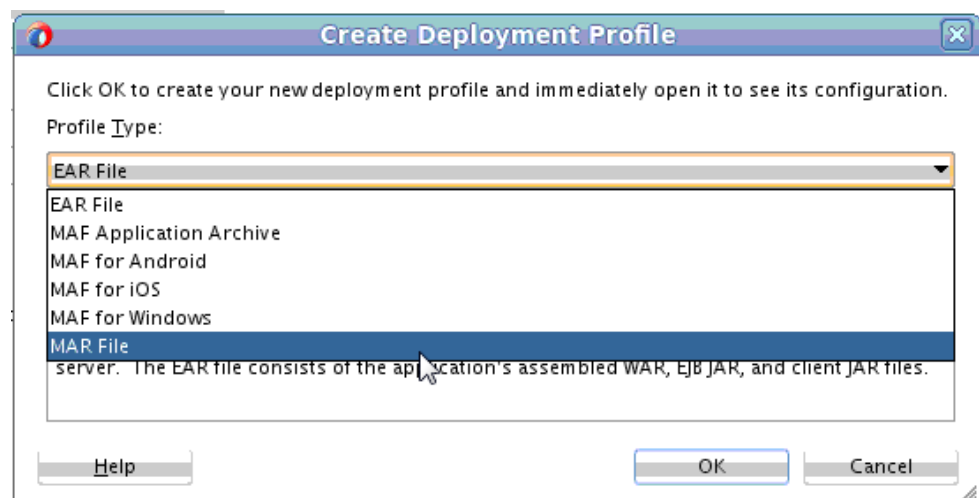 Create Deployment Profile
Click OK to create your new deployment profile and immediately open it to see its configuration.
Profile Type:
EAR File
EAR File
MAF Application Archive
MAF for Android
MAF for iOS
MAF for Windows
MAR File
server. The EAR file consists of the application's assembled WAR, EJB JAR, and client JAR files.
Help
OK
Cancel